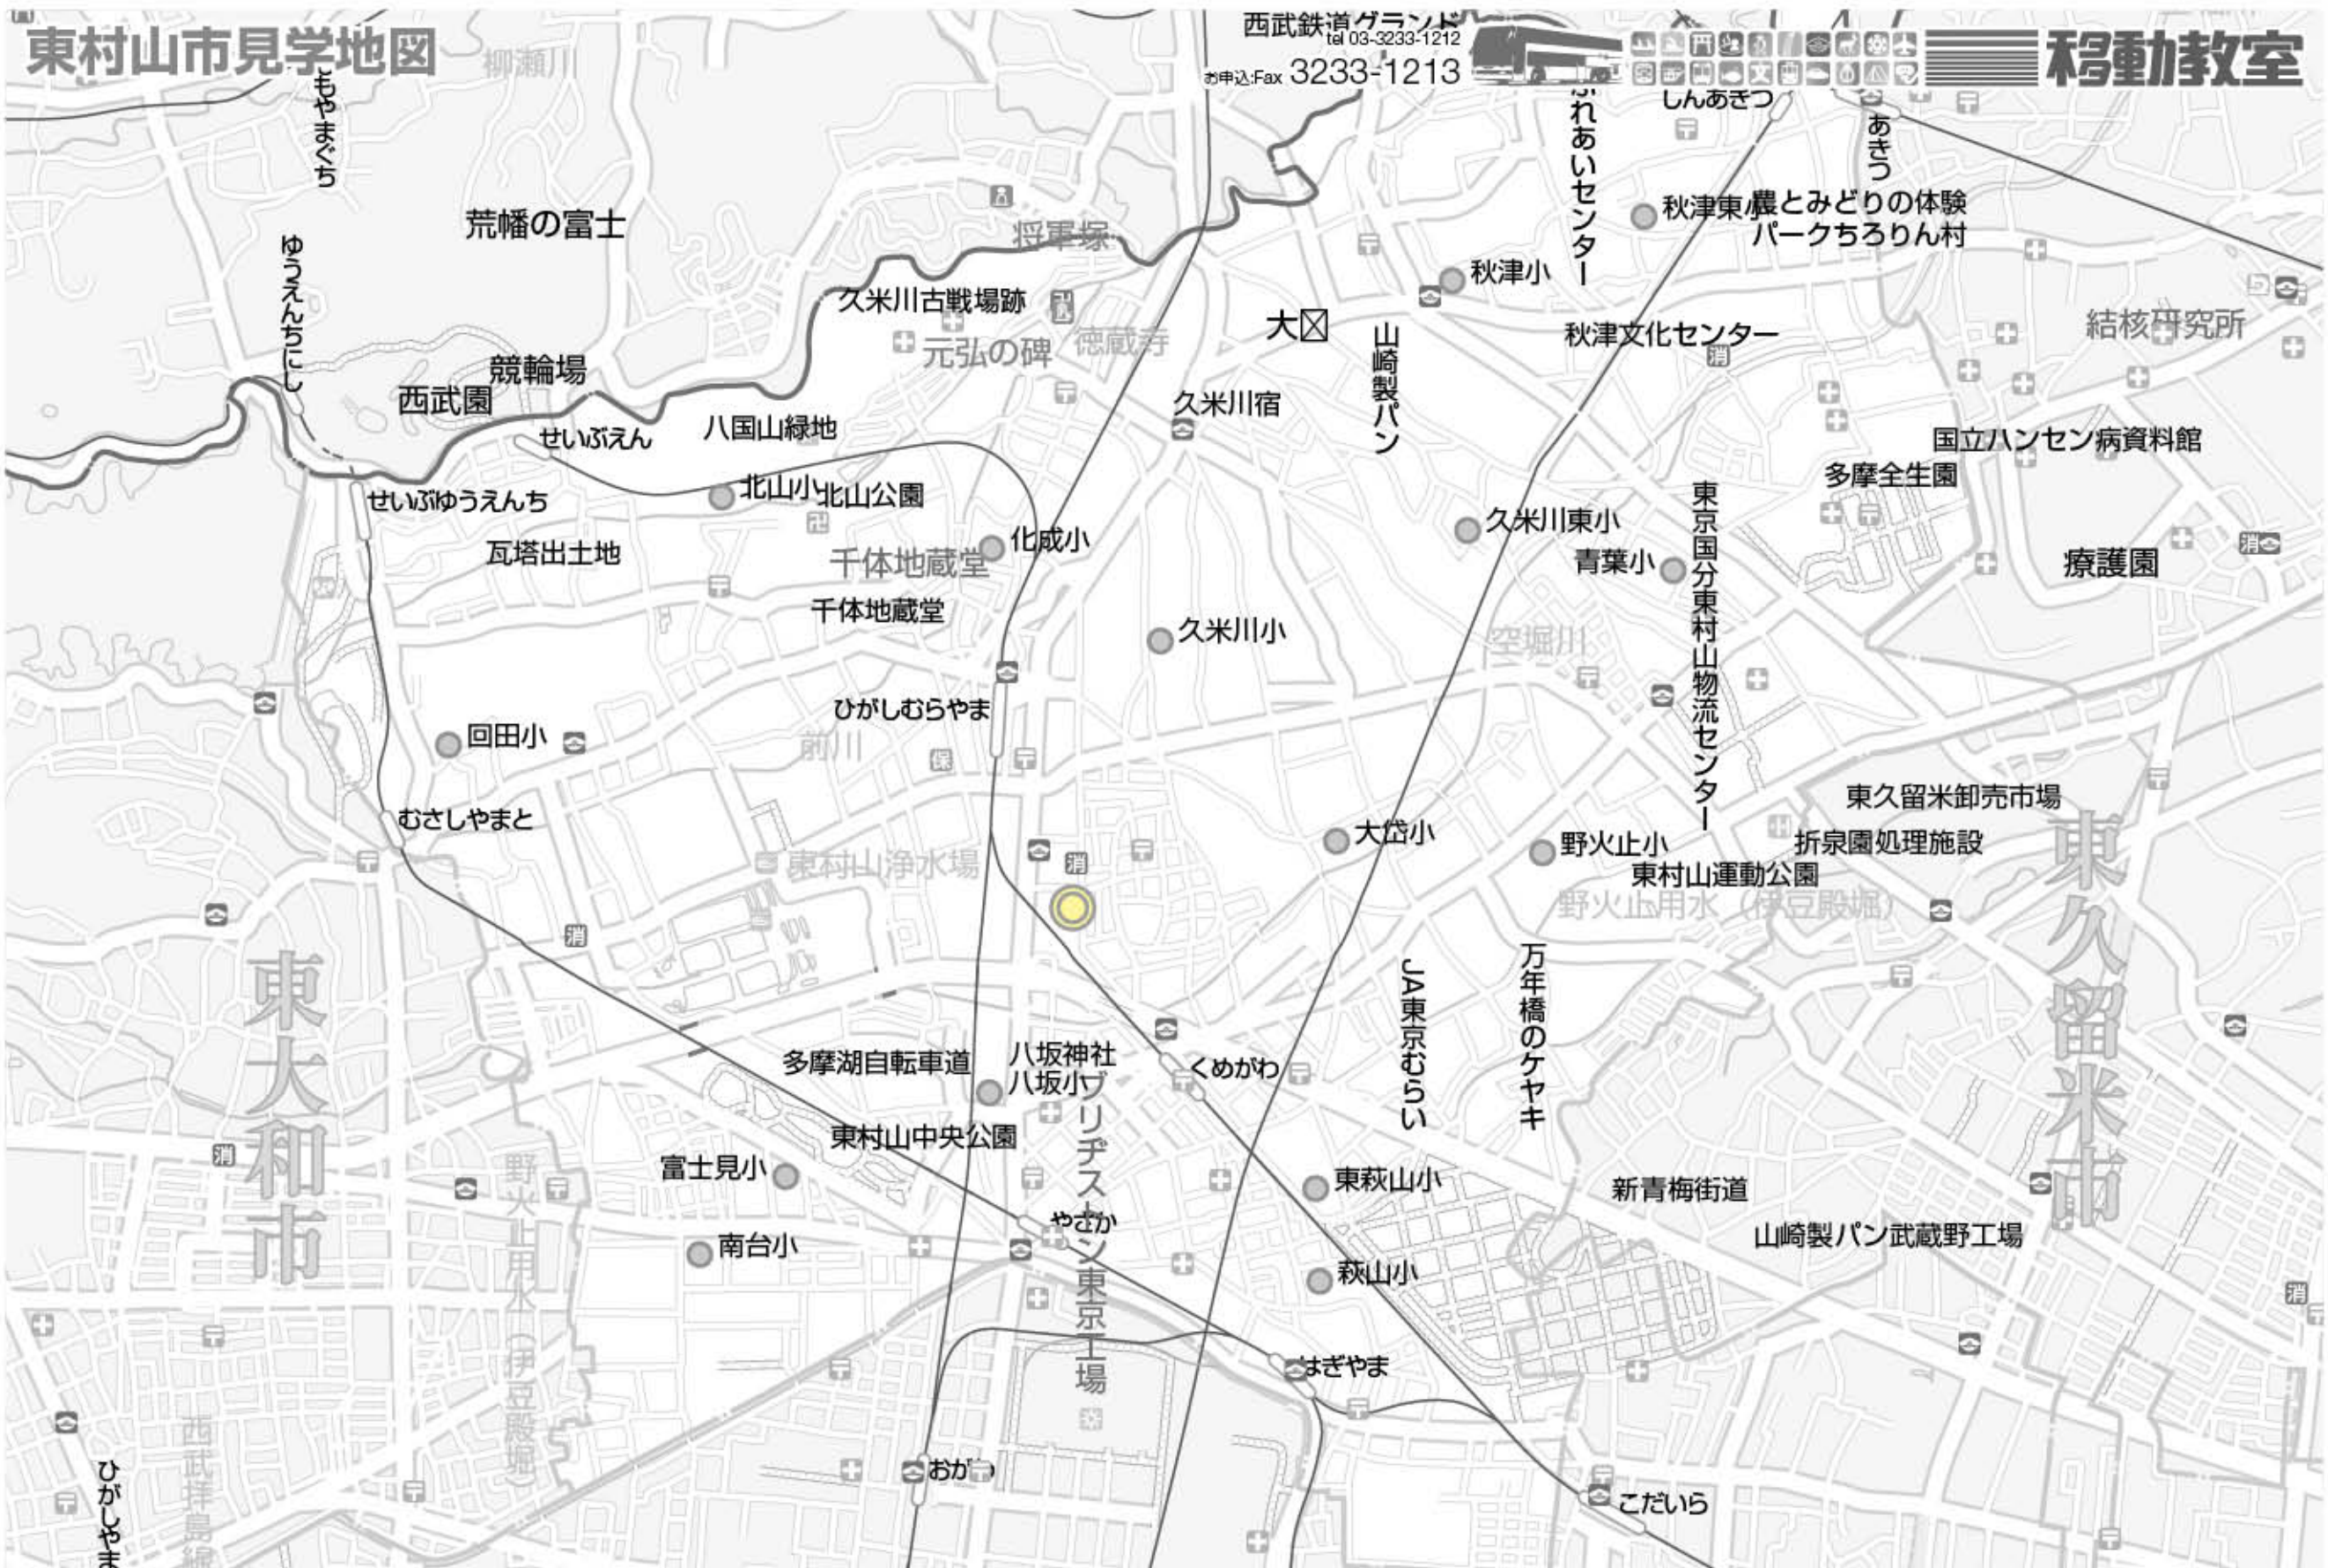 東村山市見学地図
柳瀬川
西武鉄道グランド
tel 03-3233-1212
お申込:Fax 3233-1213
移動教室
もやまぐち
ふれあいセンター
しんあきつ
あきつ
荒幡の富士
将軍塚
秋津東小
農とみどりの体験
パークちろりん村
ゆうえんちにし
秋津小
久米川古戦場跡
元弘の碑
徳蔵寺
大
山崎製パン
秋津文化センター
結核研究所
競輪場
西武園
久米川宿
せいぶえん
八国山緑地
国立ハンセン病資料館
多摩全生園
せいぶゆうえんち
北山小
北山公園
瓦塔出土地
千体地蔵堂
化成小
久米川東小
青葉小
東京国分東村山物流センター
療護園
千体地蔵堂
久米川小
空堀川
ひがしむらやま
回田小
前川
保
むさしやまと
東久留米卸売市場
東村山浄水場
消
大岱小
野火止小
折泉園処理施設
東村山運動公園
野火止用水（伊豆殿堀）
東久留米市
消
東大和市
JA東京むらい
万年橋のケヤキ
多摩湖自転車道
八坂神社
八坂小
くめがわ
ブリヂストン東京工場
東村山中央公園
富士見小
東萩山小
新青梅街道
消
野火止用水（伊豆殿堀）
やさか
南台小
山崎製パン武蔵野工場
萩山小
消
はぎやま
西武拝島線
おがわ
ひがしやま
こだいら